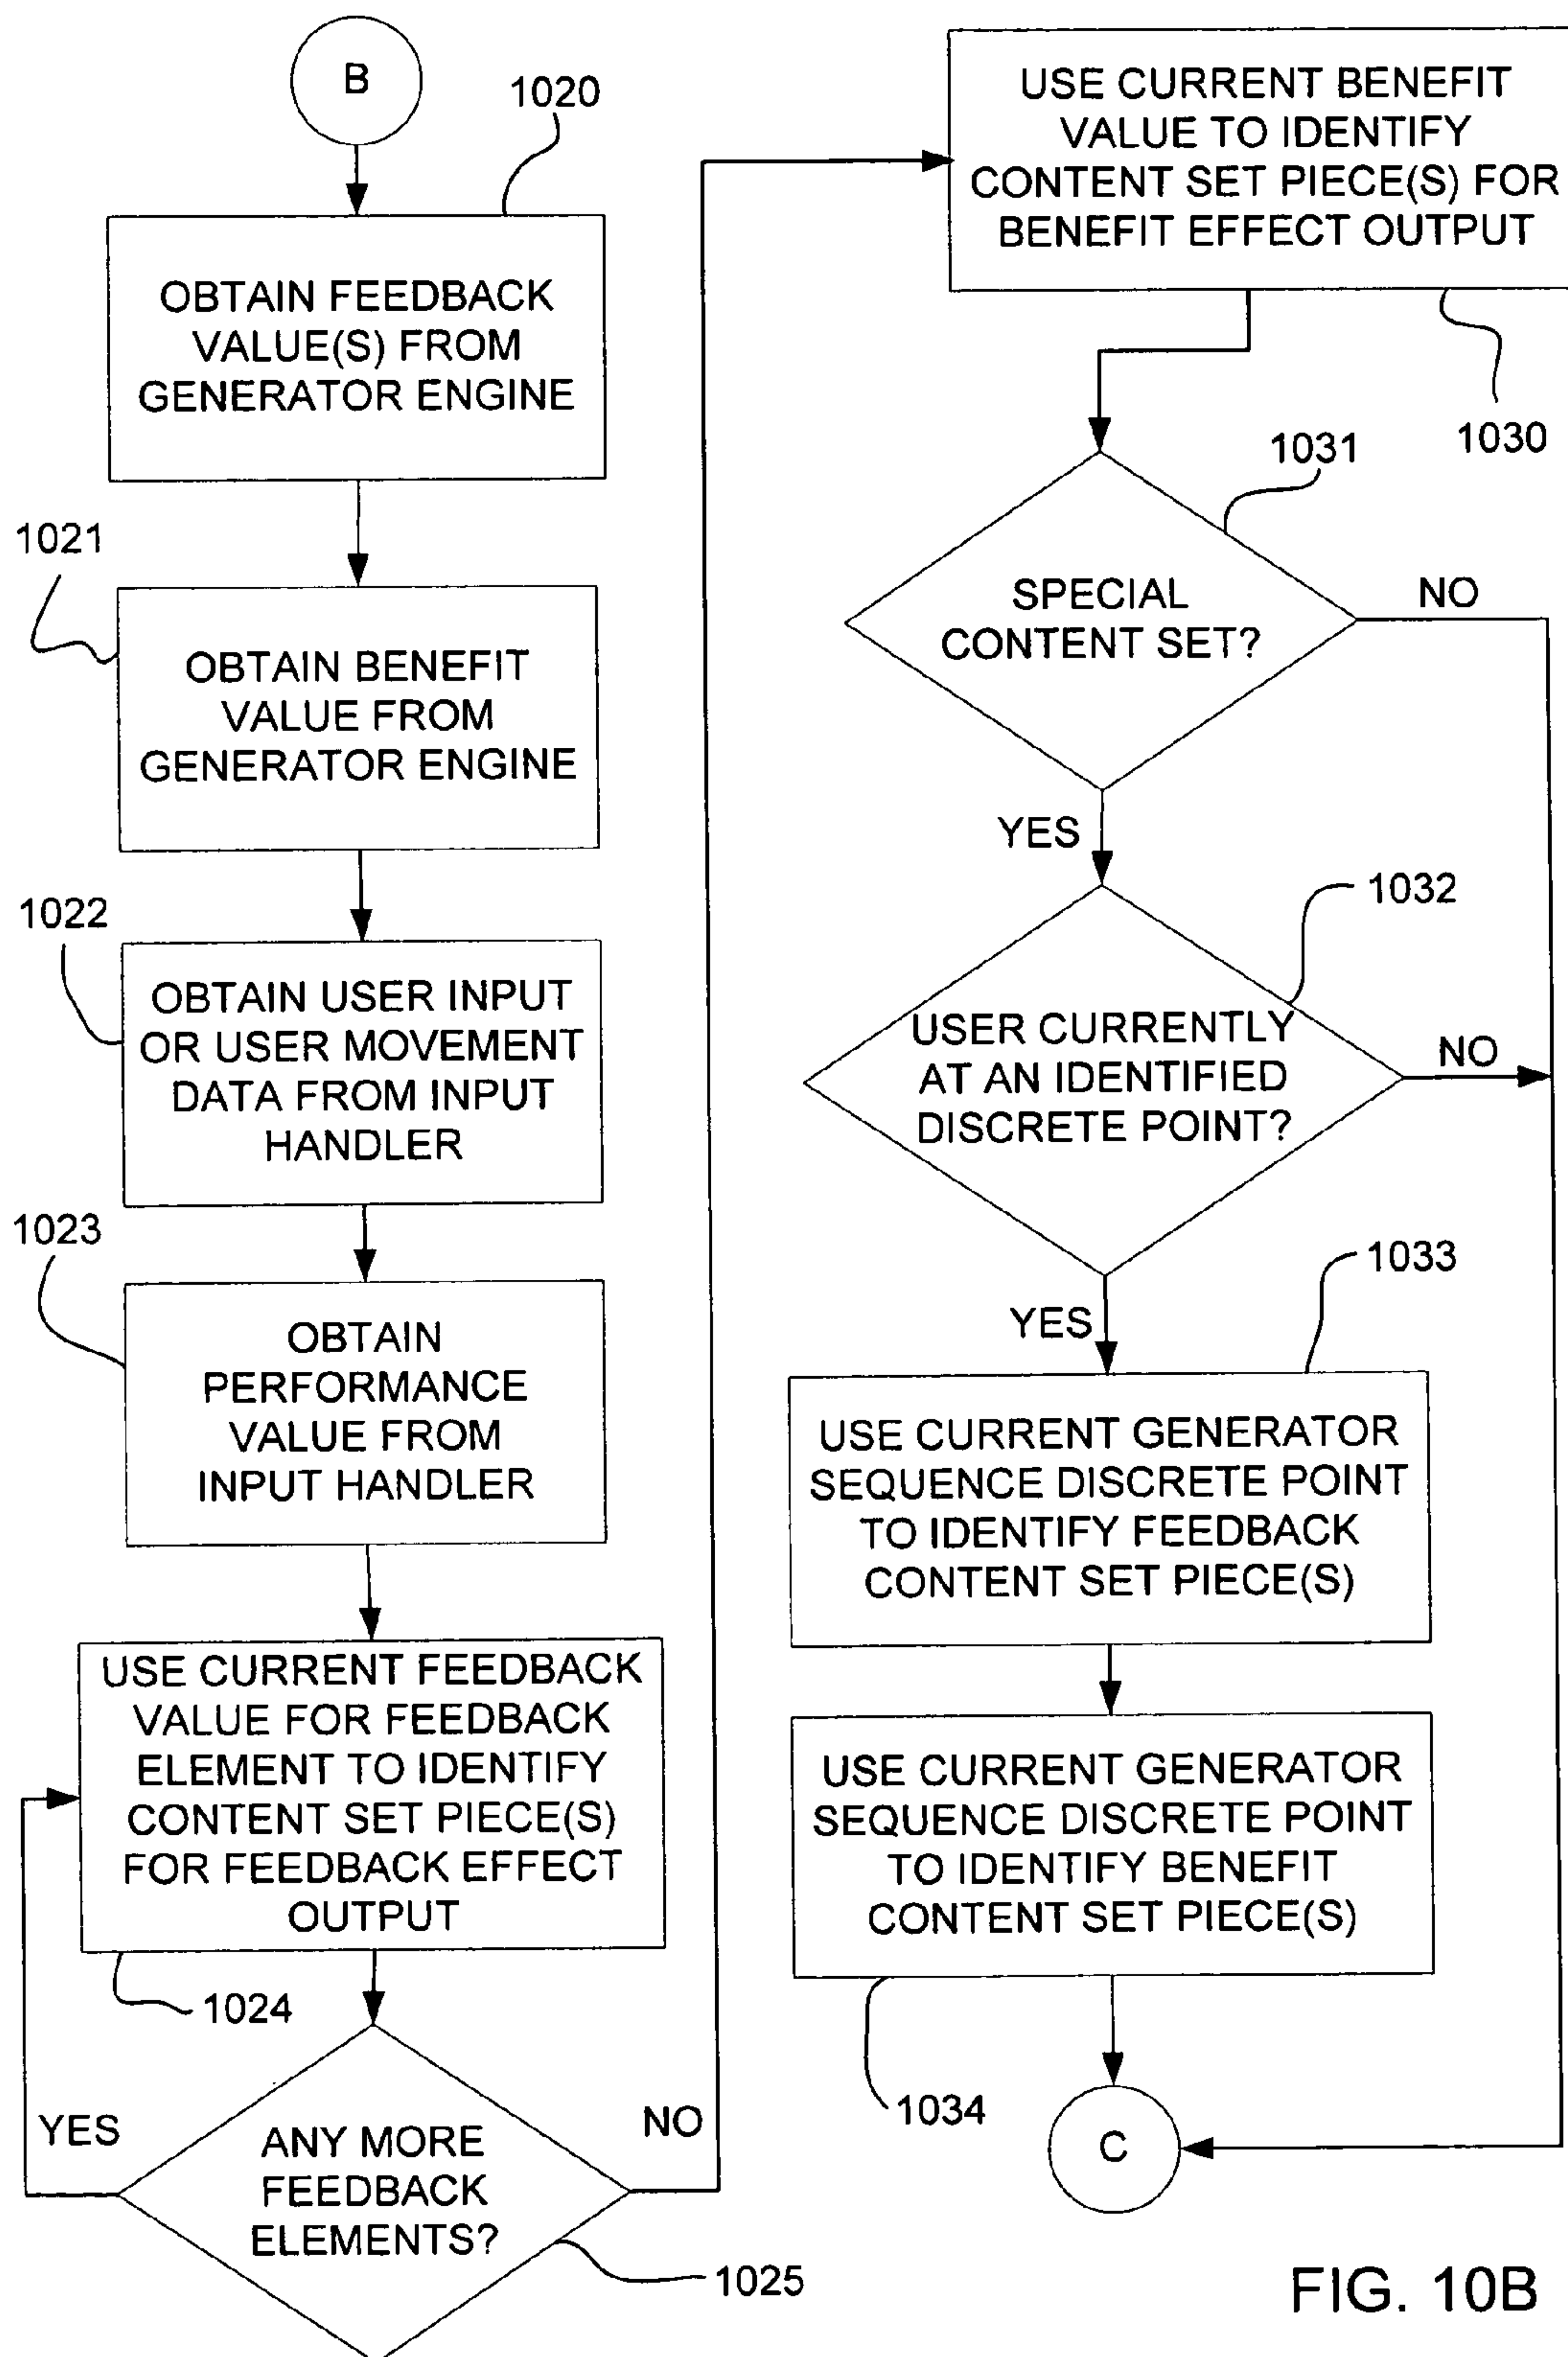 B
1020
OBTAIN FEEDBACK
VALUE(S) FROM
GENERATOR ENGINE
1021
OBTAIN BENEFIT
VALUE FROM
GENERATOR ENGINE
1022
OBTAIN USER INPUT
OR USER MOVEMENT
DATA FROM INPUT
HANDLER
1023
OBTAIN
PERFORMANCE
VALUE FROM
INPUT HANDLER
USE CURRENT FEEDBACK
VALUE FOR FEEDBACK
ELEMENT TO IDENTIFY
CONTENT SET PIECE(S)
FOR FEEDBACK EFFECT
OUTPUT
1024
YES
NO
ANY MORE
FEEDBACK
ELEMENTS?
1025
USE CURRENT BENEFIT
VALUE TO IDENTIFY
CONTENT SET PIECE(S) FOR
BENEFIT EFFECT OUTPUT
1030
1031
SPECIAL
CONTENT SET?
NO
YES
1032
USER CURRENTLY
AT AN IDENTIFIED
DISCRETE POINT?
NO
YES
1033
USE CURRENT GENERATOR
SEQUENCE DISCRETE POINT
TO IDENTIFY FEEDBACK
CONTENT SET PIECE(S)
USE CURRENT GENERATOR
SEQUENCE DISCRETE POINT
TO IDENTIFY BENEFIT
CONTENT SET PIECE(S)
1034
C
FIG. 10B